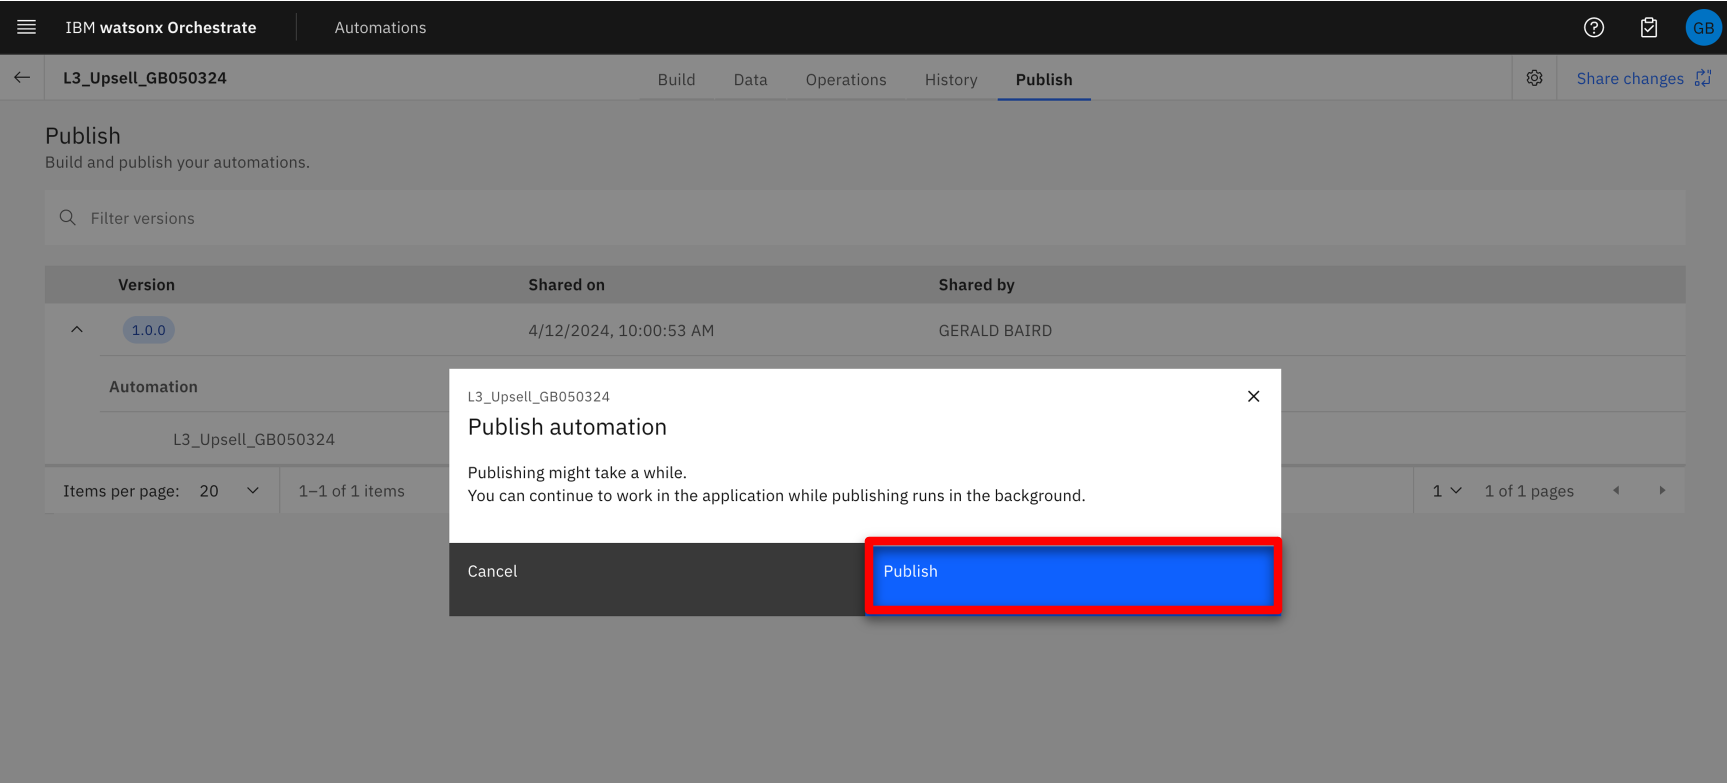 IBM watsonx Orchestrate
Automations
GB
L3_Upsell_GB050324
Build
Data
Operations
History
Publish
Share changes
Publish
Build and publish your automations.
Filter versions
Version
Shared on
Shared by
1.0.0
4/12/2024, 10:00:53 AM
GERALD BAIRD
Automation
L3_Upsell_GB050324
Items per page: 20
1–1 of 1 items
1
1 of 1 pages
L3_Upsell_GB050324
Publish automation
Publishing might take a while.
You can continue to work in the application while publishing runs in the background.
Cancel
Publish